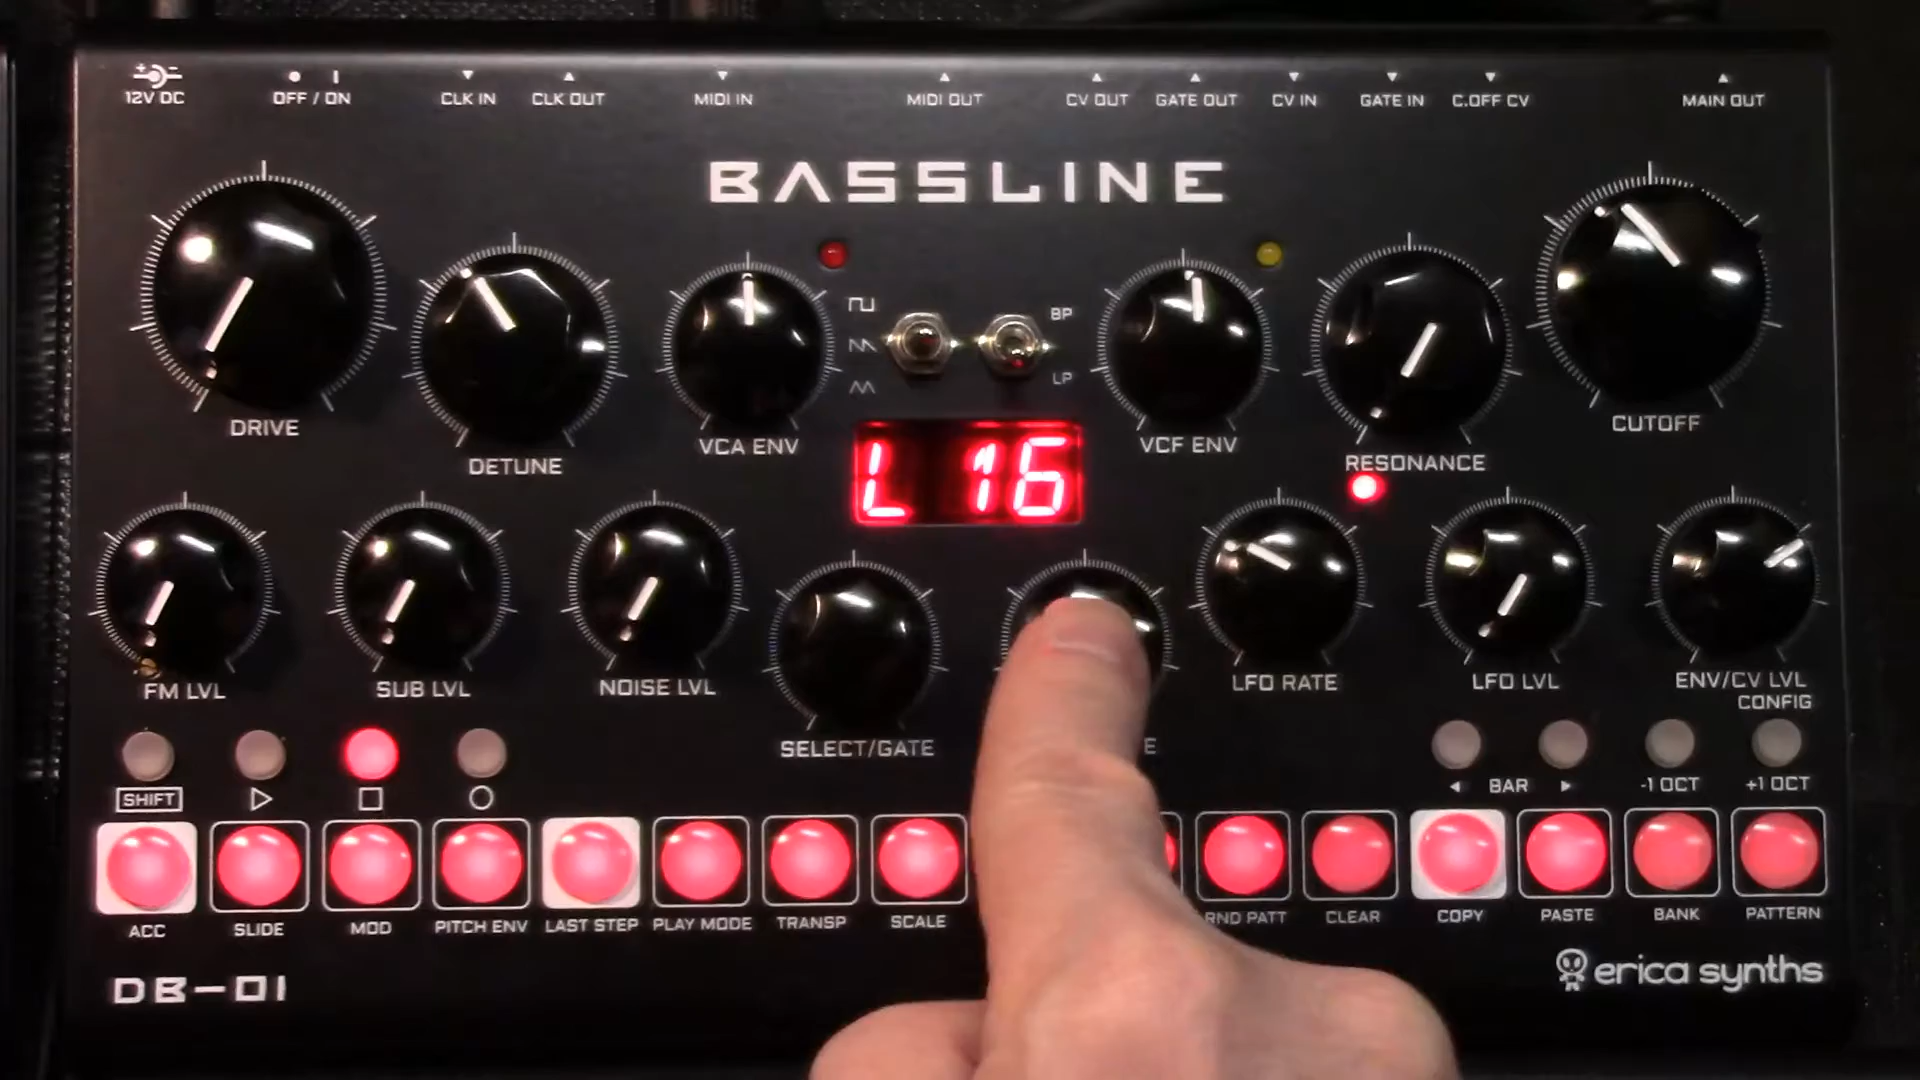 12V DC OFF / ON CLK IN CLK OUT MIDI IN MIDI OUT CV OUT GATE OUT CV IN GATE IN C.OFF CV MAIN OUT
BASSLINE
BP
LP
DRIVE DETUNE VCA ENV VCF ENV RESONANCE CUTOFF
L 16
FM LVL SUB LVL NOISE LVL LFO RATE LFO LVL ENV/CV LVL
CONFIG
SELECT/GATE
SHIFT BAR -1 OCT +1 OCT
ACC SLIDE MOD PITCH ENV LAST STEP PLAY MODE TRANSP SCALE RND PATT CLEAR COPY PASTE BANK PATTERN
DB-01 erica synths